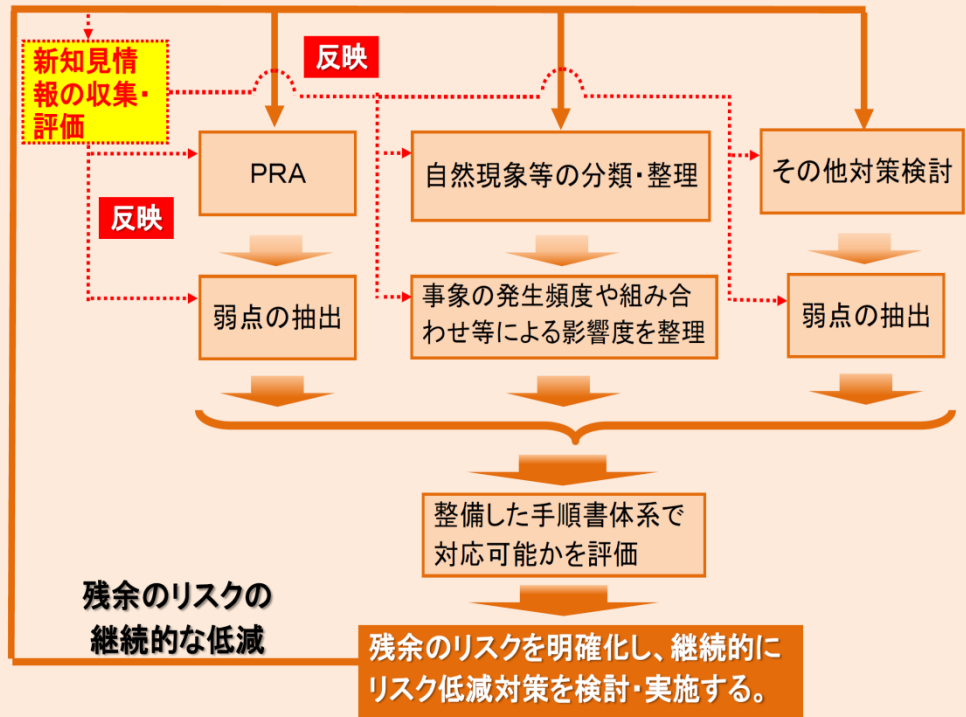 新知見情
報の収集・
評価
反映
PRA
自然現象等の分類・整理
その他対策検討
反映
弱点の抽出
事象の発生頻度や組み合
わせ等による影響度を整理
弱点の抽出
整備した手順書体系で
対応可能かを評価
残余のリスクの
継続的な低減
残余のリスクを明確化し、継続的に
リスク低減対策を検討・実施する。